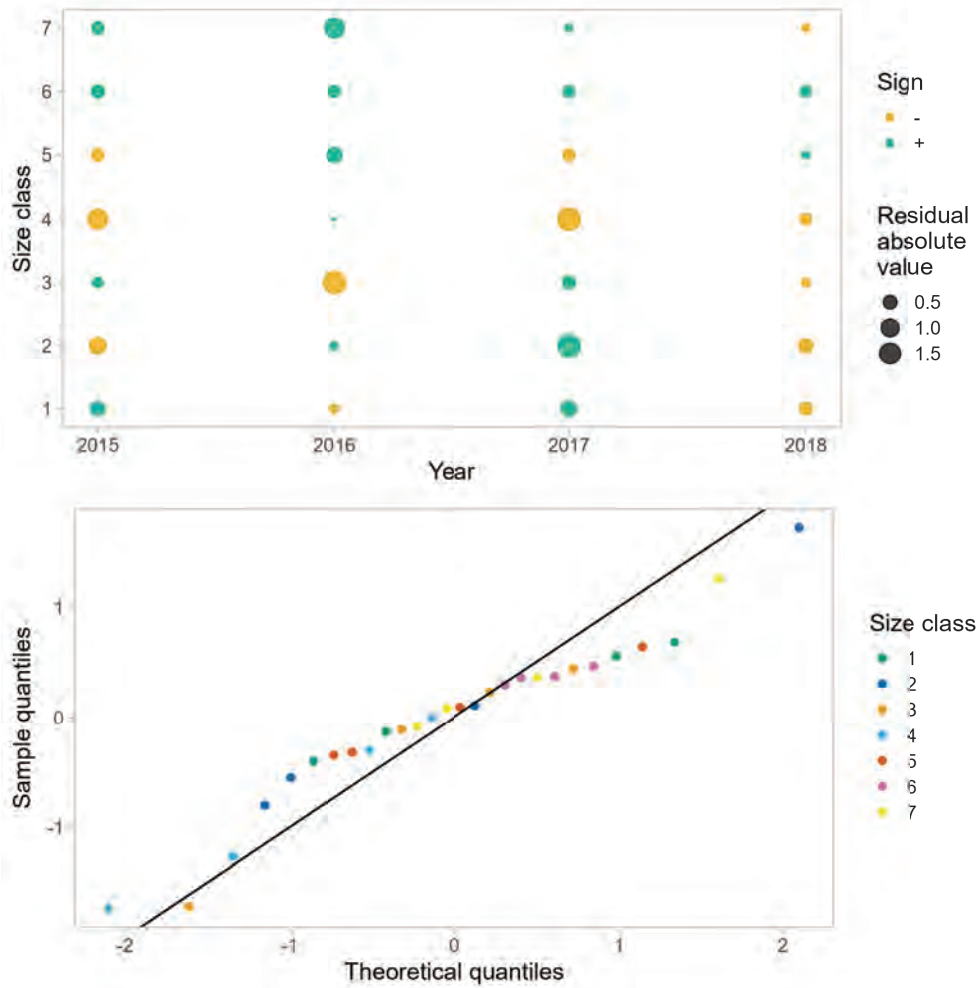 7
6
5
4
3
2
1
Size class
2015 2016 2017 2018
Year
Sign
-
+
Residual
absolute
value
0.5
1.0
1.5
1
0
-1
Sample quantiles
-2 -1 0 1 2
Theoretical quantiles
Size class
1
2
3
4
5
6
7